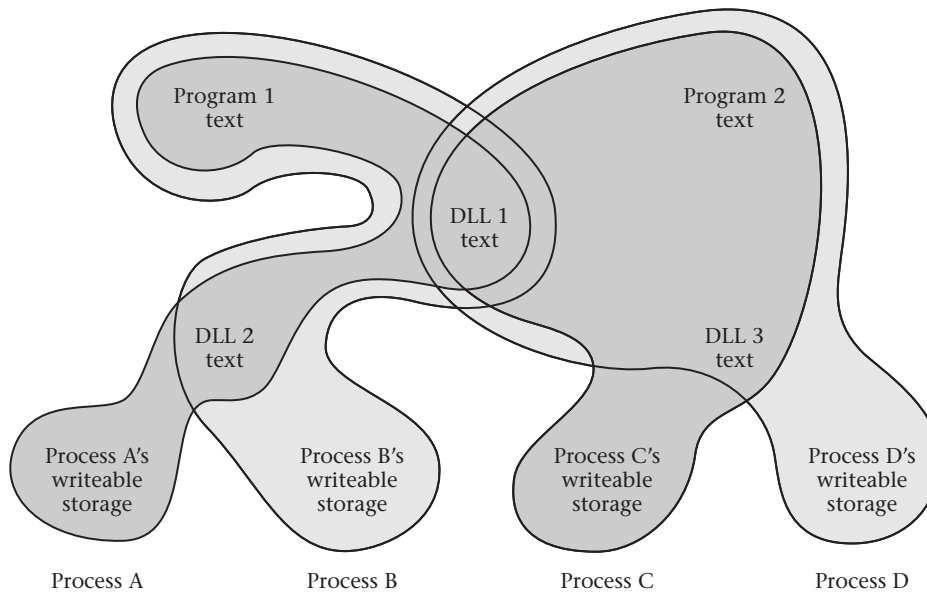 Program 1
text
Program 2
text
DLL 1
text
DLL 2
text
DLL 3
text
Process A's
writeable
storage
Process B's
writeable
storage
Process C's
writeable
storage
Process D's
writeable
storage
Process A
Process B
Process C
Process D